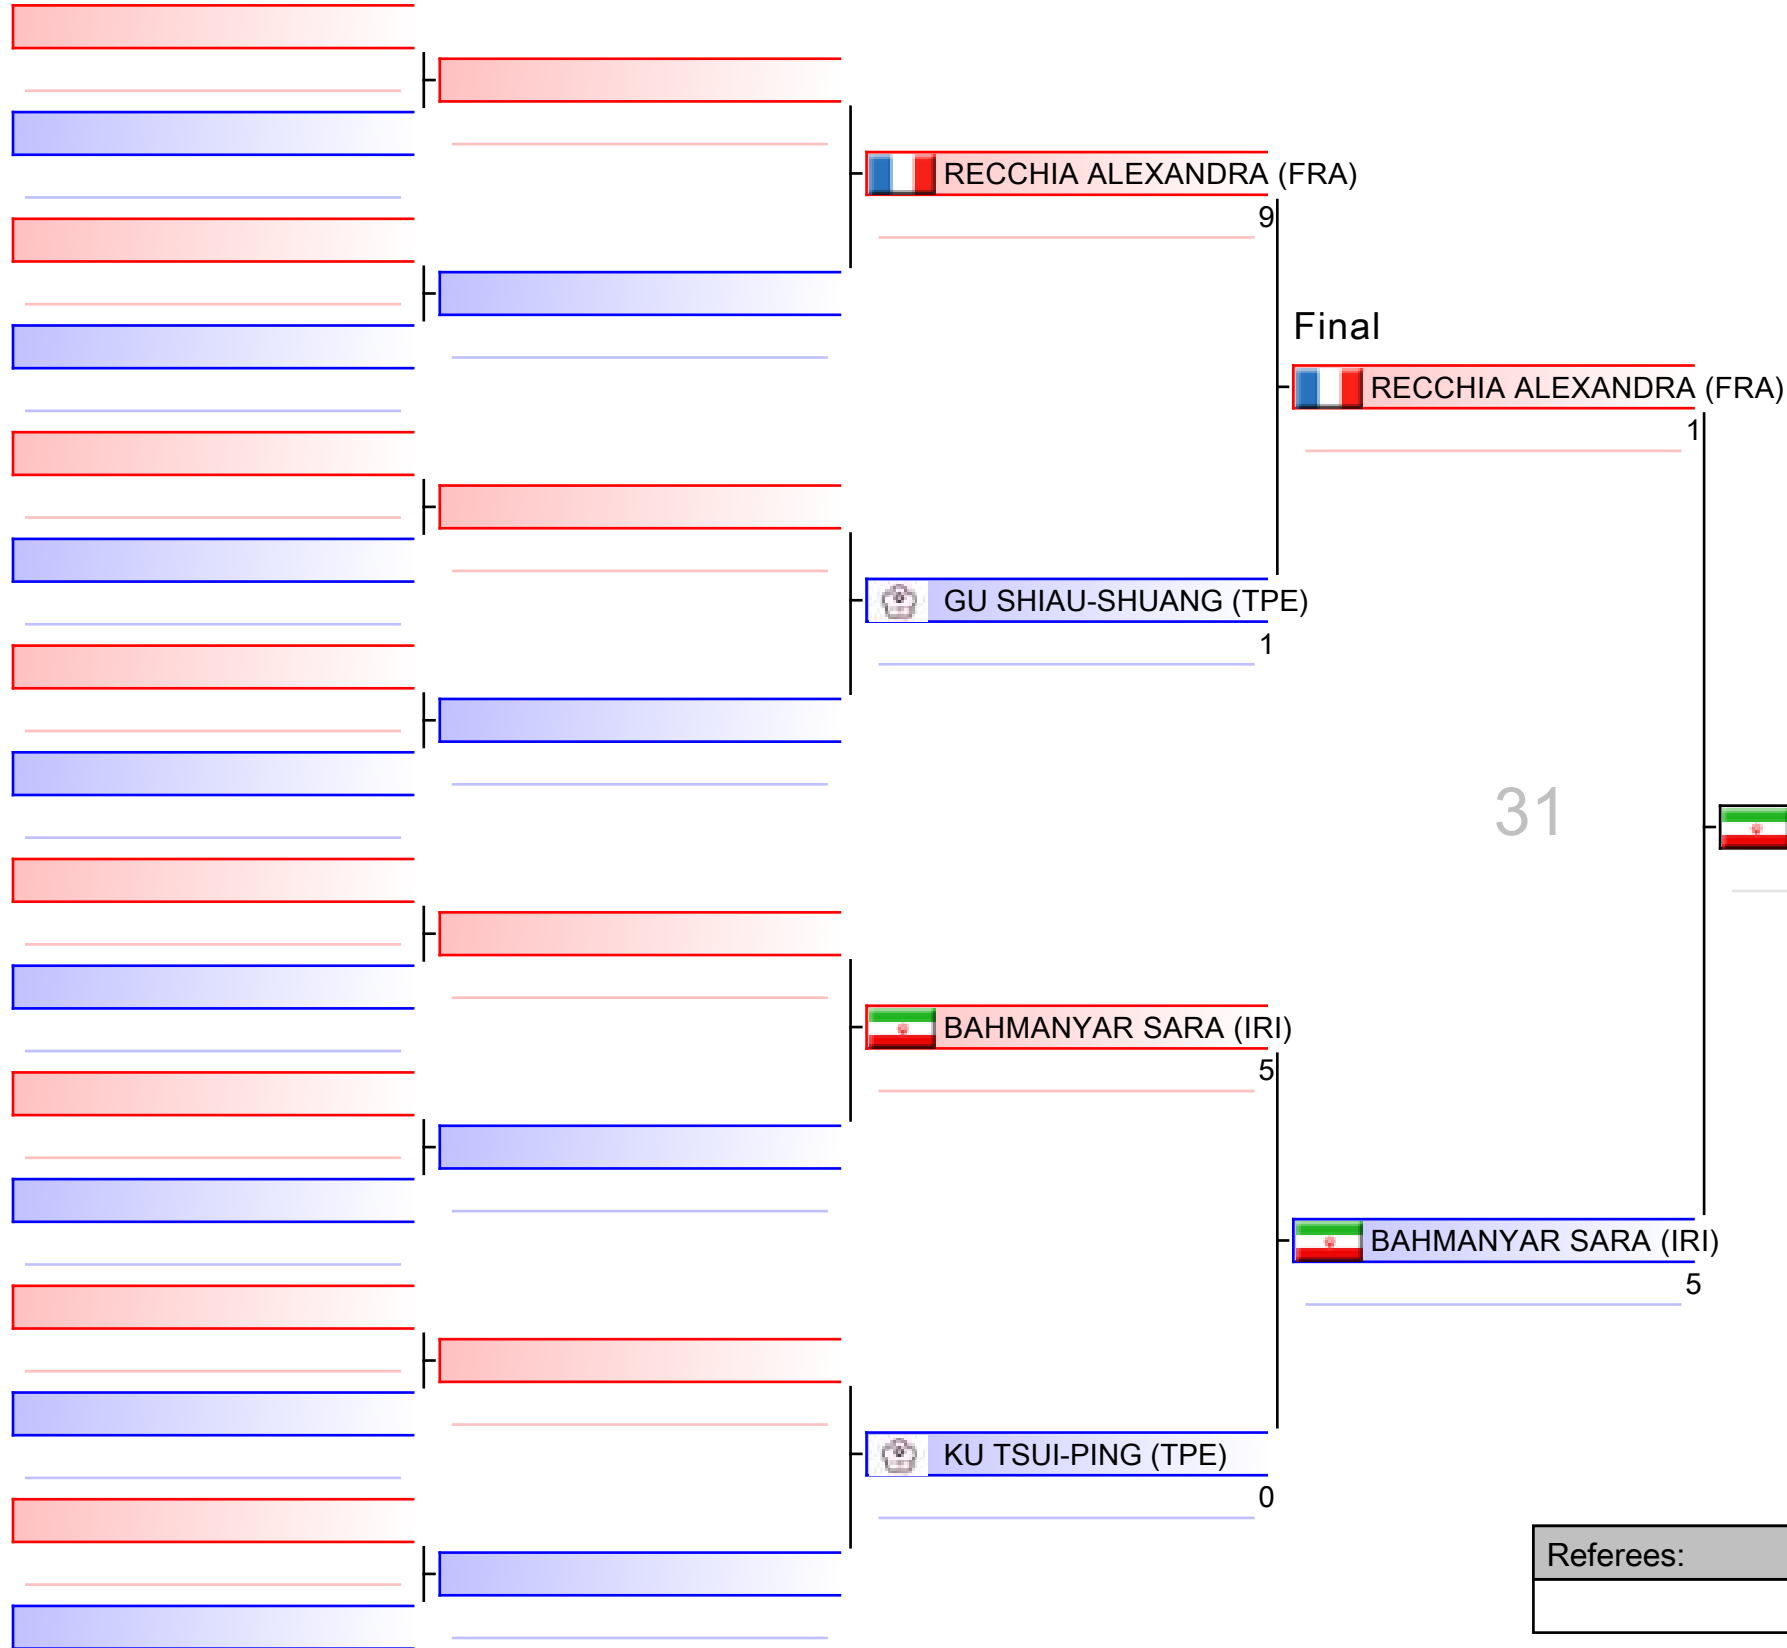 RECCHIA ALEXANDRA (FRA)
9
Final
RECCHIA ALEXANDRA (FRA)
1
GU SHIAU-SHUANG (TPE)
1
31
BAHMANYAR SARA (IRI)
5
BAHMANYAR SARA (IRI)
5
KU TSUI-PING (TPE)
0
Referees: